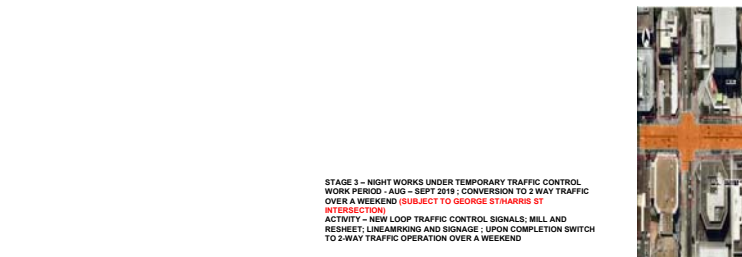 STAGE 3 – NIGHT WORKS UNDER TEMPORARY TRAFFIC CONTROL
WORK PERIOD - AUG – SEPT 2019 ; CONVERSION TO 2 WAY TRAFFIC
OVER A WEEKEND (SUBJECT TO GEORGE ST/HARRIS ST
INTERSECTION)
ACTIVITY – NEW LOOP TRAFFIC CONTROL SIGNALS; MILL AND
RESHEET; LINEAMRKING AND SIGNAGE ; UPON COMPLETION SWITCH
TO 2-WAY TRAFFIC OPERATION OVER A WEEKEND